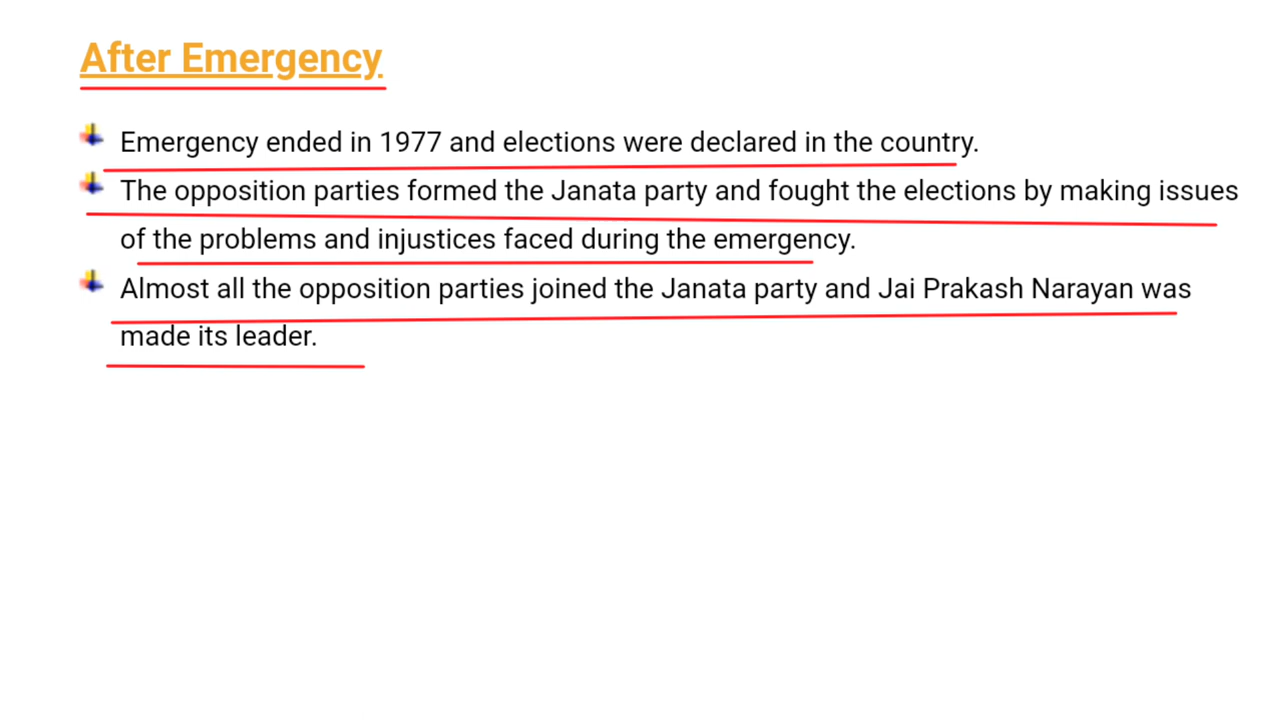 After Emergency
Emergency ended in 1977 and elections were declared in the country.
The opposition parties formed the Janata party and fought the elections by making issues
of the problems and injustices faced during the emergency.
Almost all the opposition parties joined the Janata party and Jai Prakash Narayan was
made its leader.